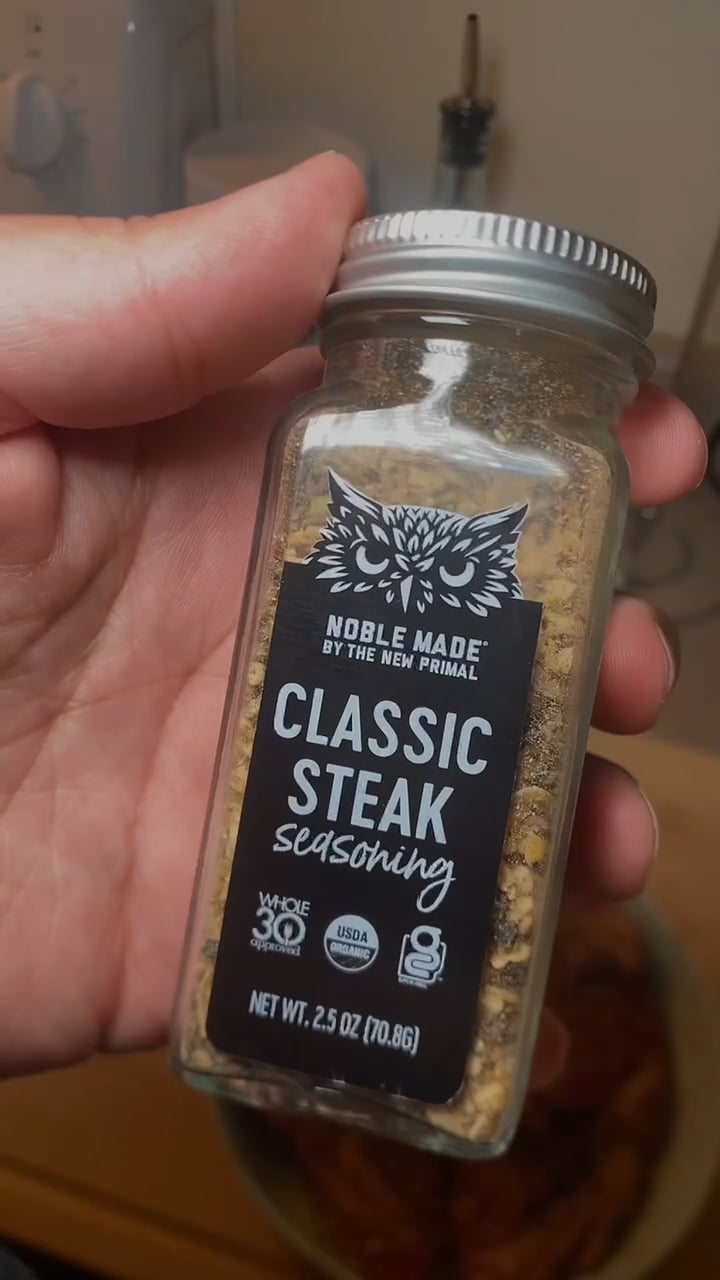 NOBLE MADE
BY THE NEW PRIMAL
CLASSIC
STEAK
seasoning
WHOLE
30
approved
USDA
ORGANIC
g
NET WT. 2.5 OZ (70.8G)